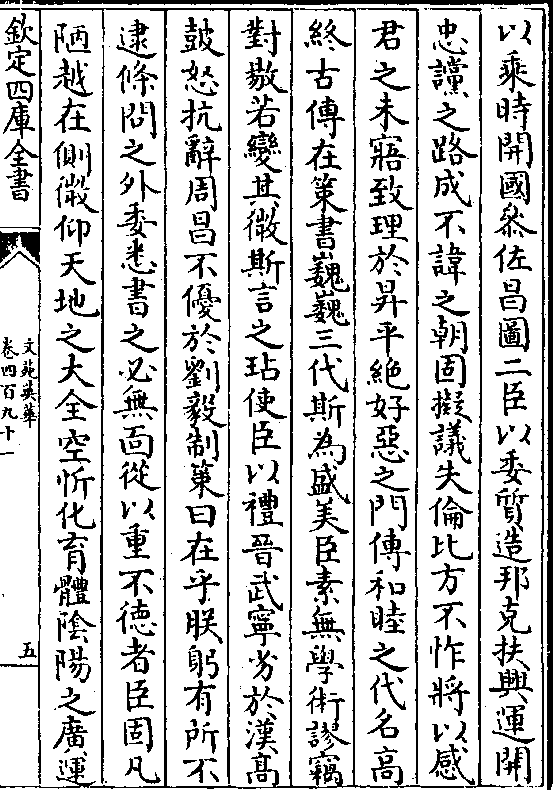 以乘時開國叅佐昌圖二臣以委質造邦克扶興運開
忠讜之路成不諱之朝固擬議失倫比方不怍將以感
君之未寤致理於昇平絶好惡之門傳和睦之代名高
終古傳在策書巍巍三代斯為盛美臣素無學術謬竊
對敭若變其微斯言之玷使臣以禮晉武寧劣於漢髙
鼓怒抗辭周昌不優於劉毅制策曰在乎朕躬有所不
逮條問之外委悉書之必無面從以重不德者臣固凡
陋越在側微仰天地之大全空忻化育體陰陽之廣運
欽定四庫全書
文苑英華
卷四百九十一
五